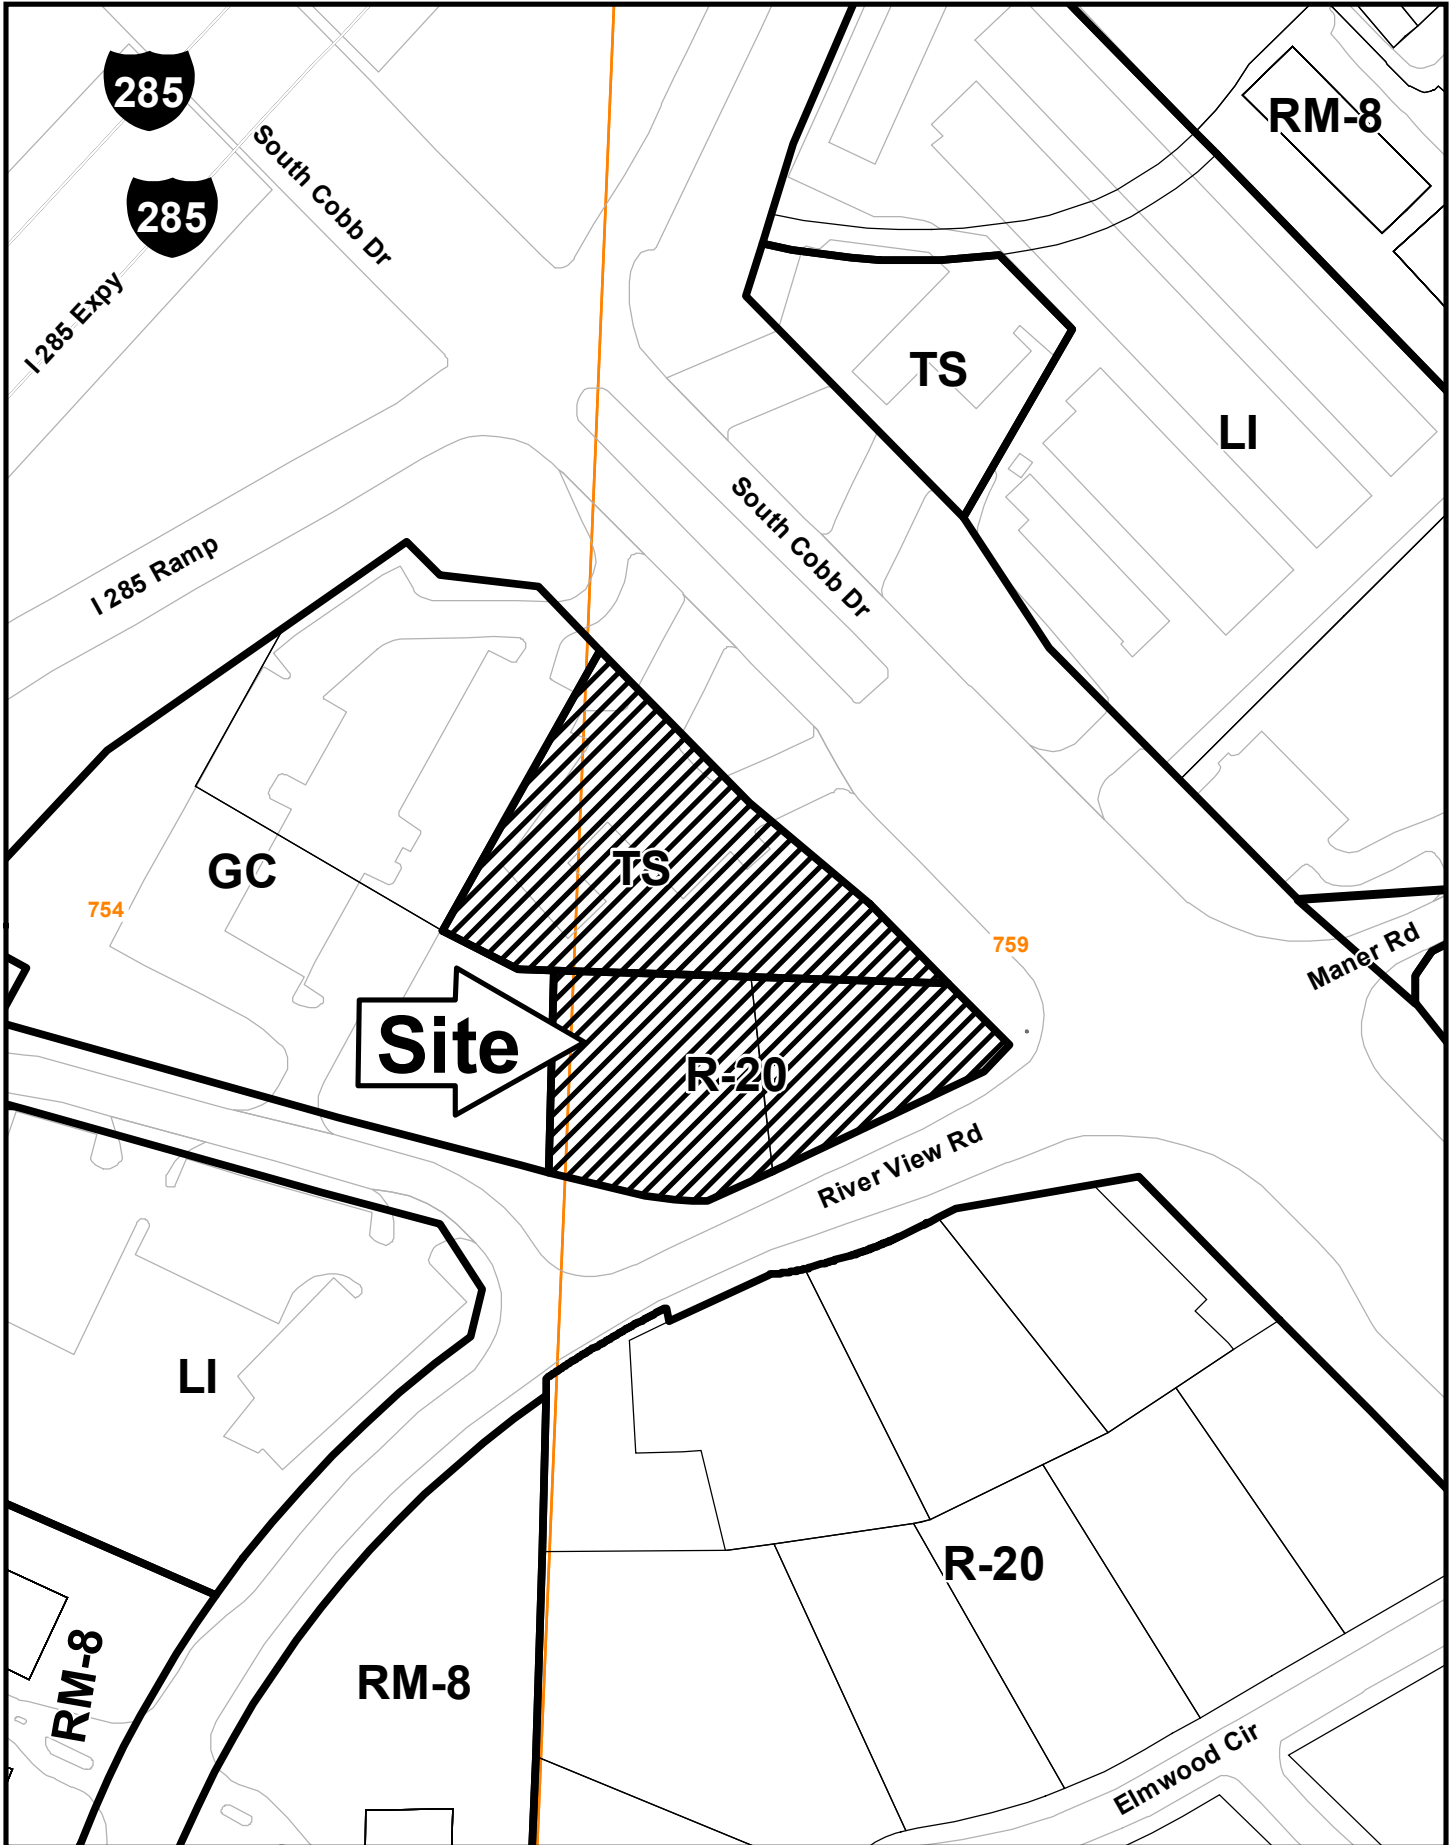 285
RM-8
285
South Cobb Dr
I 285 Expy
TS
LI
South Cobb Dr
I 285 Ramp
TS
GC
754
759
Maner Rd
Site
R-20
River View Rd
LI
R-20
RM-8
RM-8
Elmwood Cir